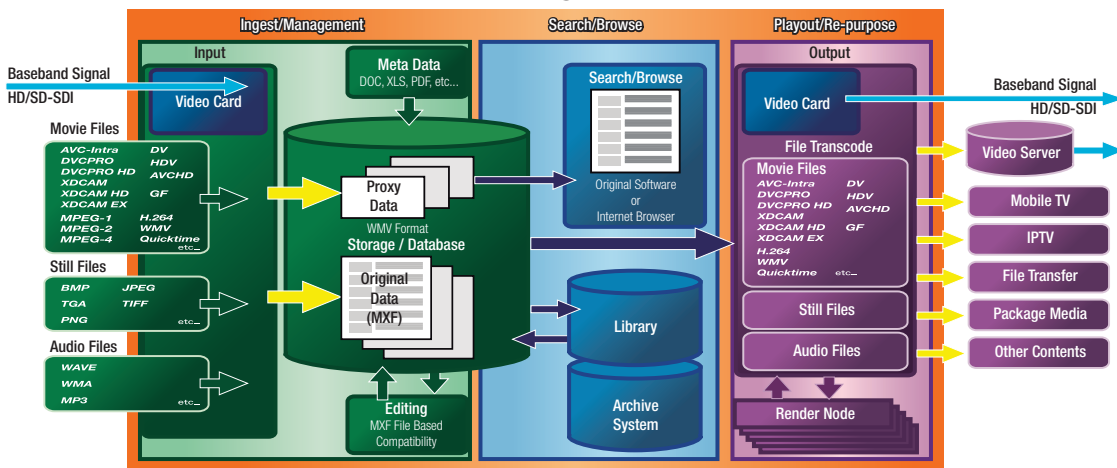 Ingest/Management
Search/Browse
Playout/Re-purpose
Baseband Signal
HD/SD-SDI
Input
Video Card
Movie Files
AVC-Intra DV
DVCPRO HDV
DVCPRO HD AVCHD
XDCAM
XDCAM HD GF
XDCAM EX
MPEG-1 H.264
MPEG-2 WMV
MPEG-4 Quicktime
etc...
Still Files
BMP JPEG
TGA TIFF
PNG etc...
Audio Files
WAVE
WMA
MP3 etc...
Meta Data
DOC, XLS, PDF, etc...
Proxy
Data
WMV Format
Storage / Database
Original
Data
(MXF)
Editing
MXF File Based
Compatibility
Search/Browse
Original Software
or
Internet Browser
Library
Archive
System
Output
Video Card
File Transcode
Movie Files
AVC-Intra DV
DVCPRO HDV
DVCPRO HD AVCHD
XDCAM
XDCAM HD GF
XDCAM EX
H.264
WMV
Quicktime etc...
Still Files
Audio Files
Render Node
Baseband Signal
HD/SD-SDI
Video Server
Mobile TV
IPTV
File Transfer
Package Media
Other Contents